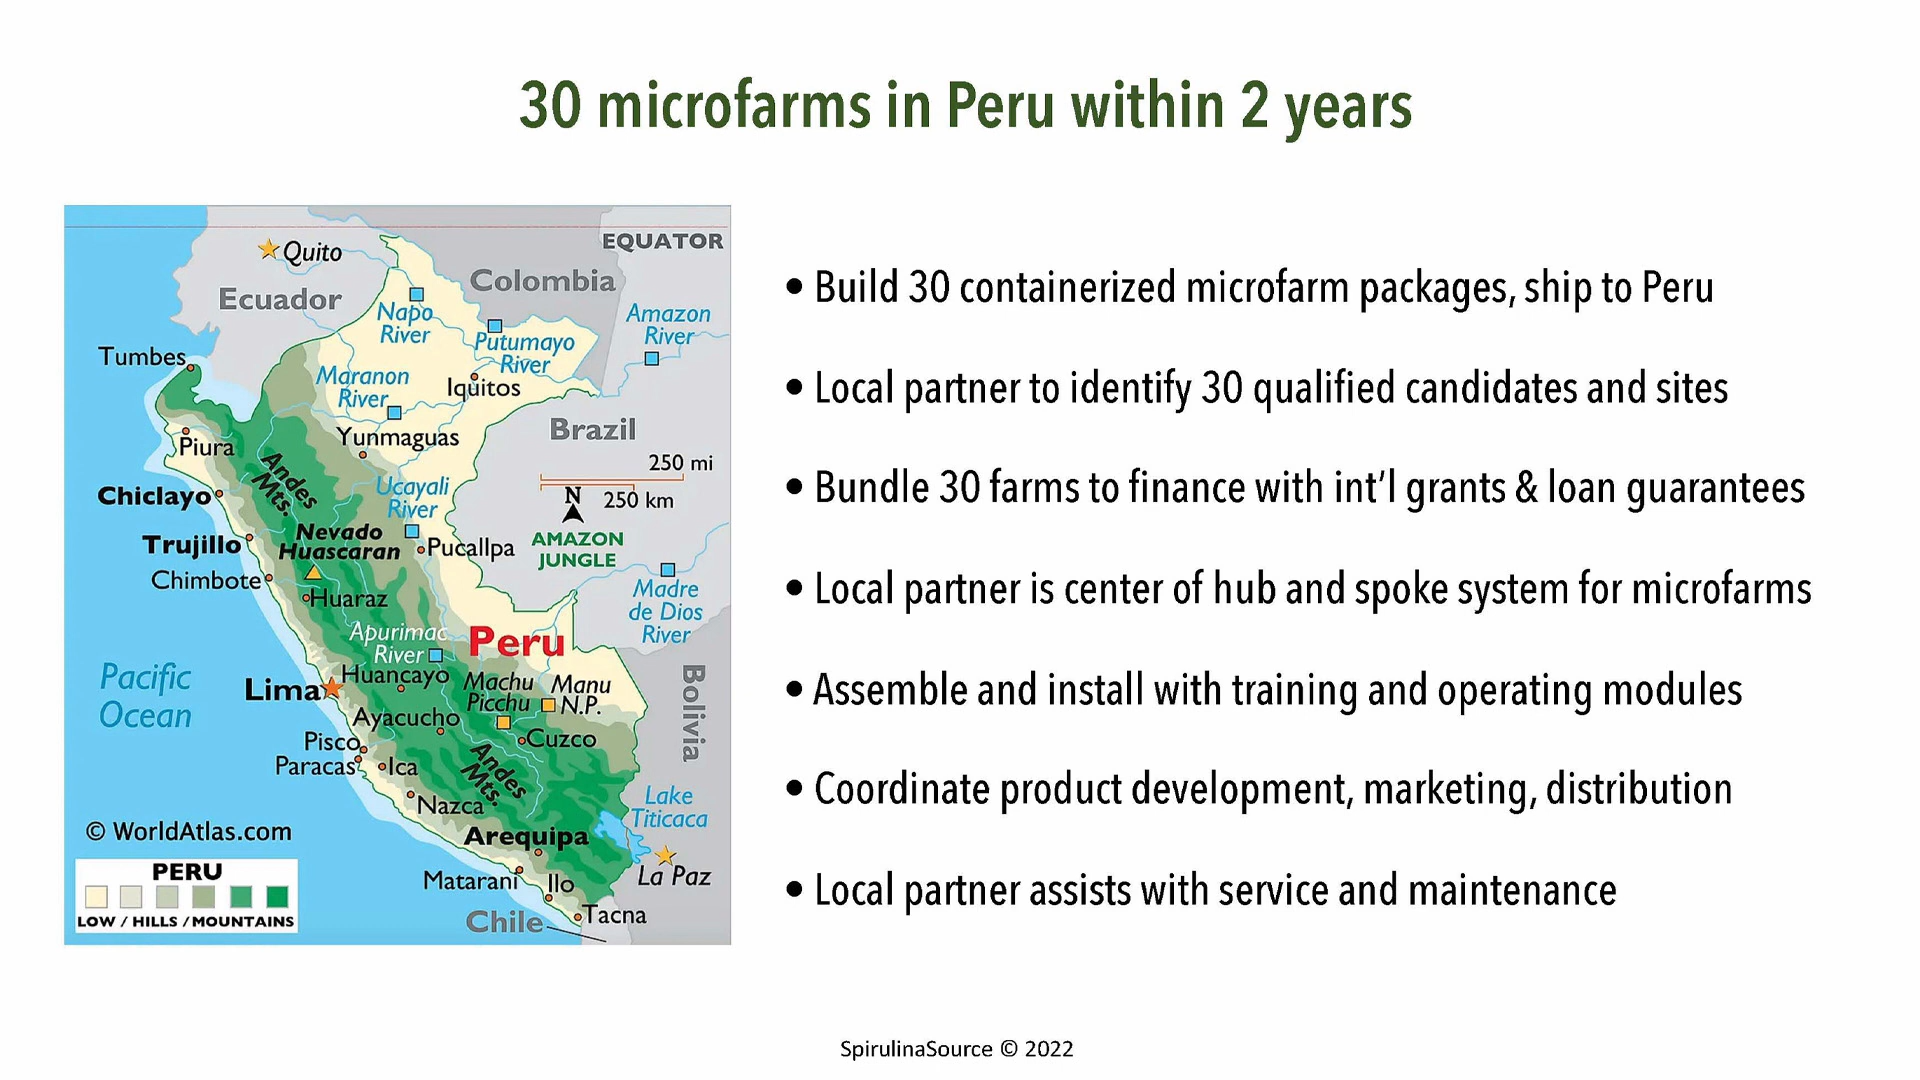 30 microfarms in Peru within 2 years
EQUATOR
Quito
Colombia
Ecuador
Napo
River
Amazon
River
Putumayo
River
Tumbes
Maranon
River
Iquitos
Brazil
Yunmaguas
Piura
250 mi
Andes
Mts.
Chiclayo
Ucayali
River
N
250 km
Nevado
Huascaran
Trujillo
Pucallpa
AMAZON
JUNGLE
Chimbote
Huaraz
Madre
de Dios
River
Apurimac
River
Peru
Pacific
Ocean
Lima
Huancayo
Machu
Picchu
Manu
N.P.
Bolivia
Ayacucho
Pisco
Cuzco
Paracas
Ica
Andes
Mts.
Nazca
Lake
Titicaca
© WorldAtlas.com
Arequipa
PERU
LOW / HILLS / MOUNTAINS
Matarani
Ilo
La Paz
Chile
Tacna
• Build 30 containerized microfarm packages, ship to Peru
• Local partner to identify 30 qualified candidates and sites
• Bundle 30 farms to finance with int’l grants & loan guarantees
• Local partner is center of hub and spoke system for microfarms
• Assemble and install with training and operating modules
• Coordinate product development, marketing, distribution
• Local partner assists with service and maintenance
SpirulinaSource © 2022